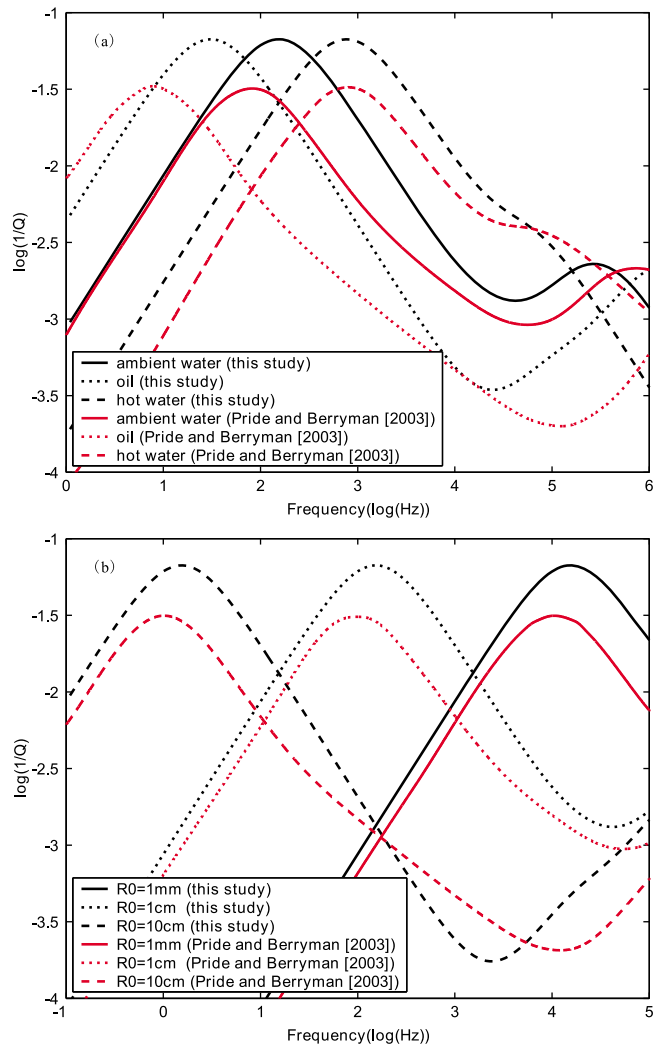 (a)
-1
-1.5
-2
-2.5
-3
-3.5
-4
log(1/Q)
ambient water (this study)
oil (this study)
hot water (this study)
ambient water (Pride and Berryman [2003])
oil (Pride and Berryman [2003])
hot water (Pride and Berryman [2003])
0 1 2 3 4 5 6
Frequency(log(Hz))
(b)
-1
-1.5
-2
-2.5
-3
-3.5
-4
log(1/Q)
R0=1mm (this study)
R0=1cm (this study)
R0=10cm (this study)
R0=1mm (Pride and Berryman [2003])
R0=1cm (Pride and Berryman [2003])
R0=10cm (Pride and Berryman [2003])
-1 0 1 2 3 4 5
Frequency(log(Hz))